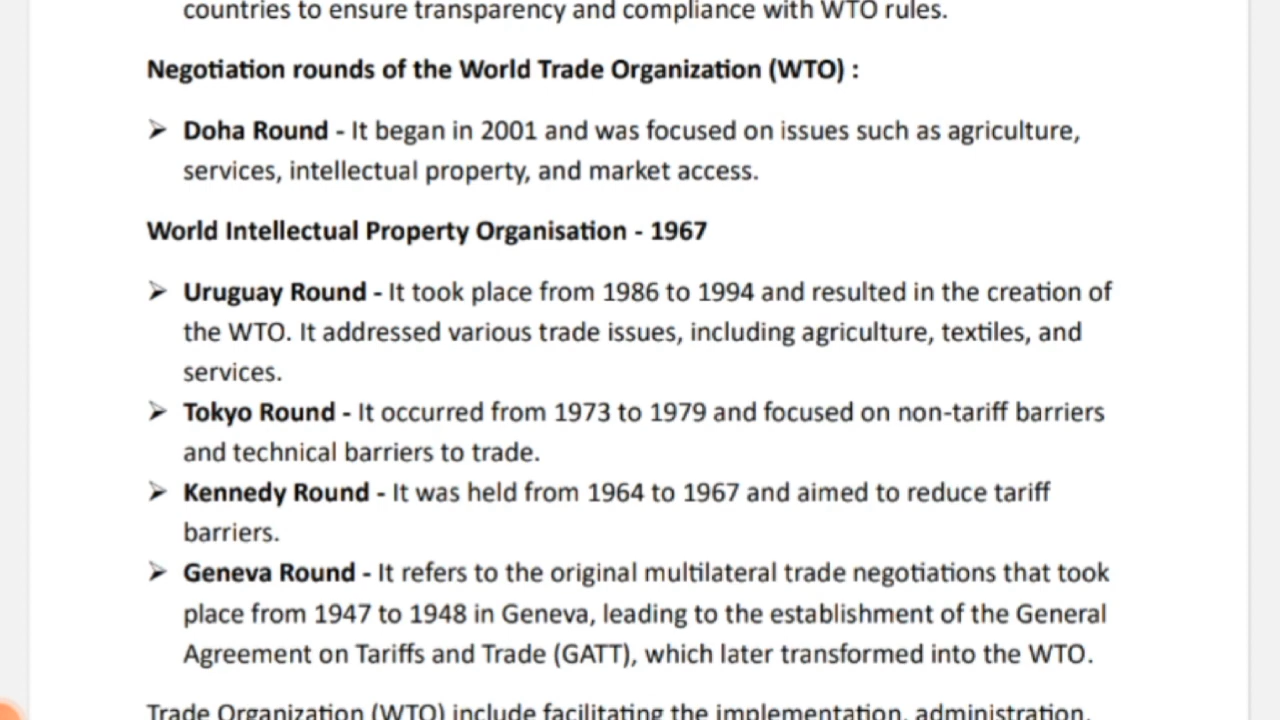 countries to ensure transparency and compliance with WTO rules.
Negotiation rounds of the World Trade Organization (WTO) :
➢ Doha Round - It began in 2001 and was focused on issues such as agriculture,
services, intellectual property, and market access.
World Intellectual Property Organisation - 1967
➢ Uruguay Round - It took place from 1986 to 1994 and resulted in the creation of
the WTO. It addressed various trade issues, including agriculture, textiles, and
services.
➢ Tokyo Round - It occurred from 1973 to 1979 and focused on non-tariff barriers
and technical barriers to trade.
➢ Kennedy Round - It was held from 1964 to 1967 and aimed to reduce tariff
barriers.
➢ Geneva Round - It refers to the original multilateral trade negotiations that took
place from 1947 to 1948 in Geneva, leading to the establishment of the General
Agreement on Tariffs and Trade (GATT), which later transformed into the WTO.
Trade Organization (WTO) include facilitating the implementation, administration,